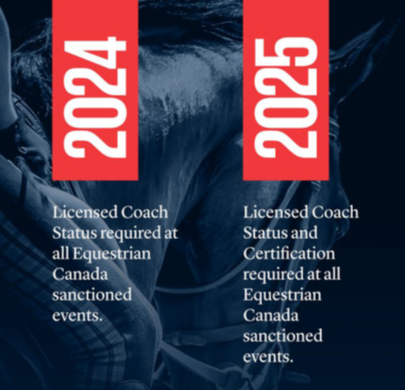 2024
Licensed Coach
Status required at
all Equestrian
Canada
sanctioned
events.
2025
Licensed Coach
Status and
Certification
required at all
Equestrian
Canada
sanctioned
events.